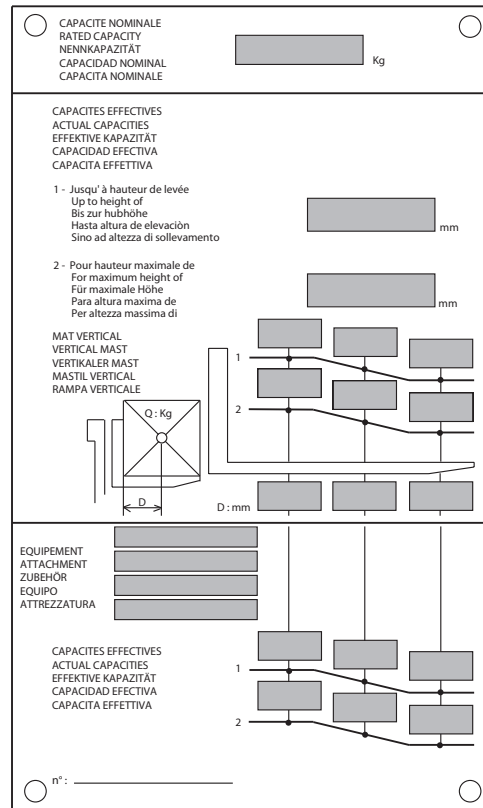 CAPACITE NOMINALE
RATED CAPACITY
NENNKAPAZITÄT
CAPACIDAD NOMINAL
CAPACITA NOMINALE
Kg
CAPACITES EFFECTIVES
ACTUAL CAPACITIES
EFFEKTIVE KAPAZITÄT
CAPACIDAD EFECTIVA
CAPACITA EFFETTIVA
1 - Jusqu' à hauteur de levée
Up to height of
Bis zur hubhöhe
Hasta altura de elevaciòn
Sino ad altezza di sollevamento
mm
2 - Pour hauteur maximale de
For maximum height of
Für maximale Höhe
Para altura maxima de
Per altezza massima di
mm
MAT VERTICAL
VERTICAL MAST
VERTIKALER MAST
MASTIL VERTICAL
RAMPA VERTICALE
1
2
Q : Kg
D
D : mm
EQUIPEMENT
ATTACHMENT
ZUBEHÖR
EQUIPO
ATTREZZATURA
CAPACITES EFFECTIVES
ACTUAL CAPACITIES
EFFEKTIVE KAPAZITÄT
CAPACIDAD EFECTIVA
CAPACITA EFFETTIVA
1
2
n° :